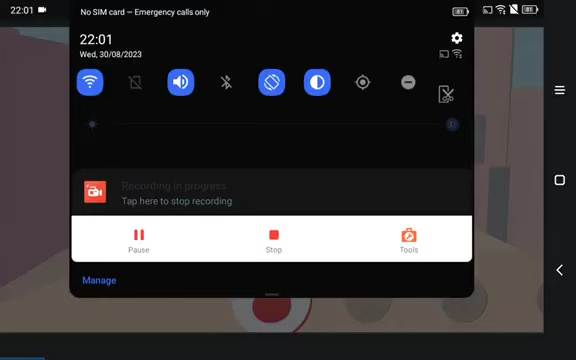 22:01
No SIM card — Emergency calls only
22:01
Wed, 30/08/2023
Recording in progress
Tap here to stop recording
Pause
Stop
Tools
Manage